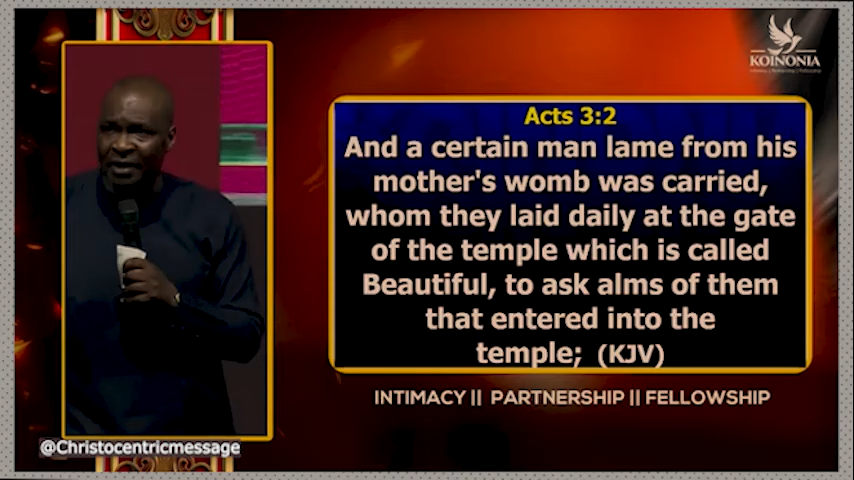 KOINONIA
Acts 3:2
And a certain man lame from his
mother's womb was carried,
whom they laid daily at the gate
of the temple which is called
Beautiful, to ask alms of them
that entered into the
temple; (KJV)
INTIMACY || PARTNERSHIP || FELLOWSHIP
@Christocentricmessage